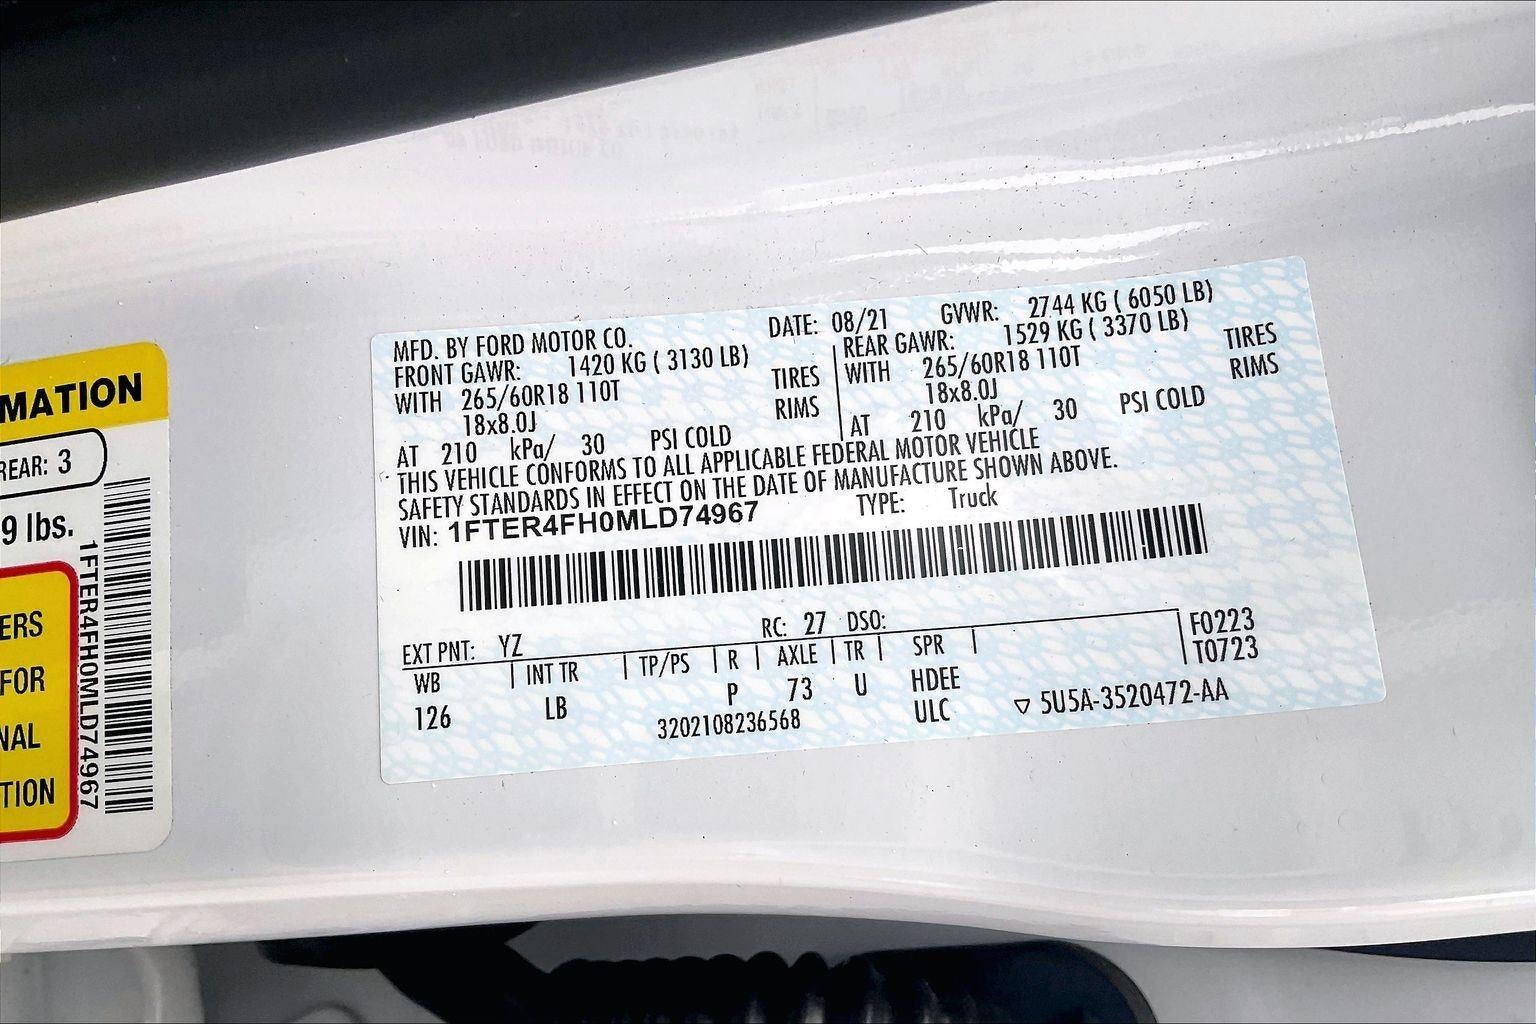 MATION
REAR: 3
9 lbs.
ERS
FOR
NAL
TION
1FTER4FH0MLD74967
MFD. BY FORD MOTOR CO. DATE: 08/21 GVWR: 2744 KG ( 6050 LB)
FRONT GAWR: 1420 KG ( 3130 LB) REAR GAWR: 1529 KG ( 3370 LB)
WITH 265/60R18 110T TIRES WITH 265/60R18 110T TIRES
18x8.0J RIMS 18x8.0J RIMS
AT 210 kPa/ 30 PSI COLD AT 210 kPa/ 30 PSI COLD
THIS VEHICLE CONFORMS TO ALL APPLICABLE FEDERAL MOTOR VEHICLE
SAFETY STANDARDS IN EFFECT ON THE DATE OF MANUFACTURE SHOWN ABOVE.
VIN: 1FTER4FH0MLD74967 TYPE: Truck
EXT PNT: YZ RC: 27 DSO: F0223
WB INT TR TP/PS R AXLE TR SPR T0723
126 LB P 73 U HDEE
3202108236568 ULC ▽ 5U5A-3520472-AA